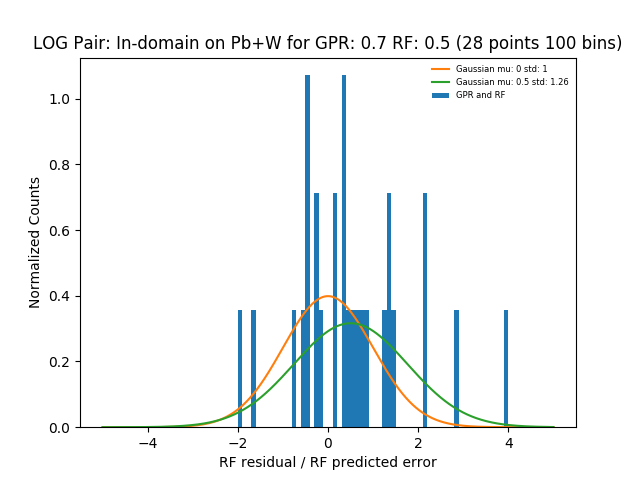 LOG Pair: In-domain on Pb+W for GPR: 0.7 RF: 0.5 (28 points 100 bins)
Gaussian mu: 0 std: 1
Gaussian mu: 0.5 std: 1.26
GPR and RF
1.0
0.8
0.6
0.4
0.2
0.0
Normalized Counts
−4 −2 0 2 4
RF residual / RF predicted error